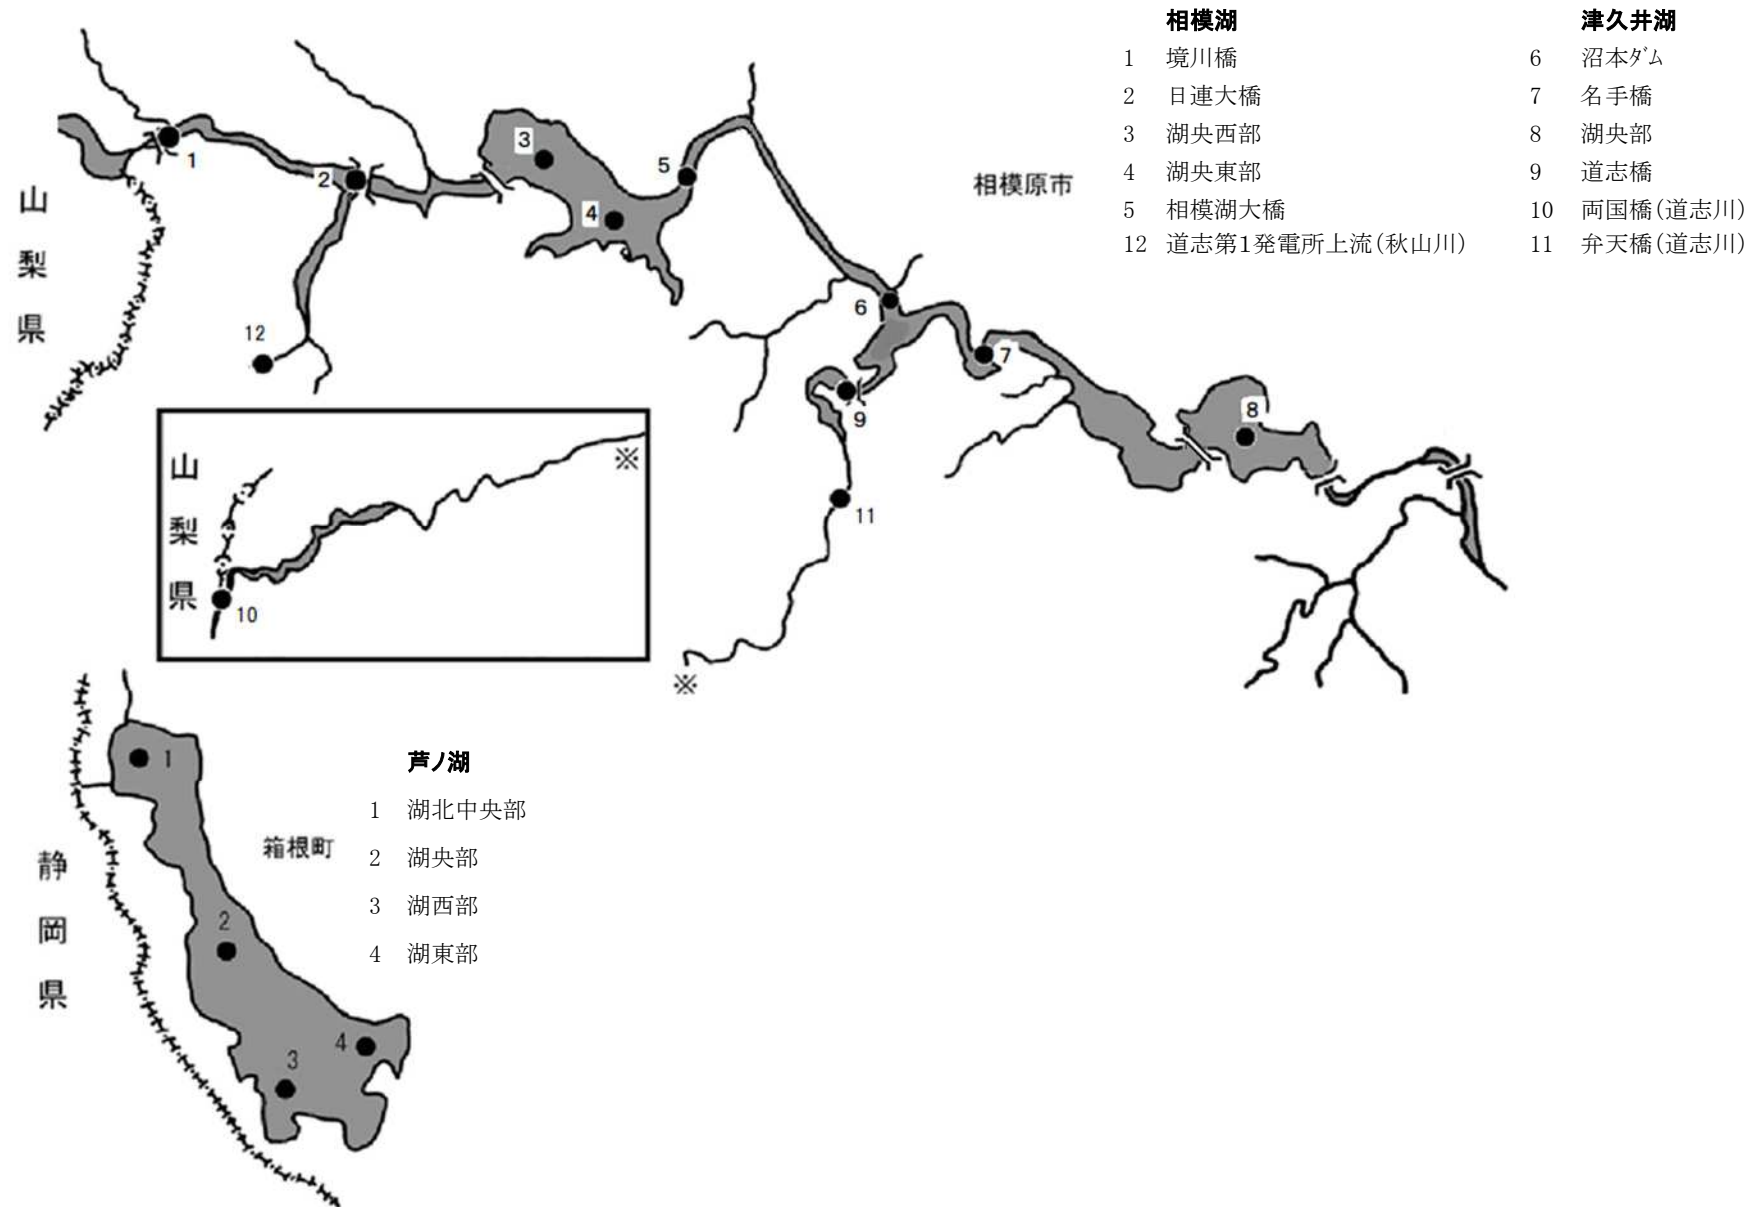 相模湖
1 境川橋
2 日連大橋
3 湖央西部
4 湖央東部
5 相模湖大橋
12 道志第1発電所上流(秋山川)
津久井湖
6 沼本ﾀﾞﾑ
7 名手橋
8 湖央部
9 道志橋
10 両国橋(道志川)
11 弁天橋(道志川)
山梨県
相模原市
1
2
3
4
5
6
7
8
9
11
12
※
山梨県
※
10
芦ノ湖
1 湖北中央部
2 湖央部
3 湖西部
4 湖東部
静岡県
箱根町
1
2
3
4